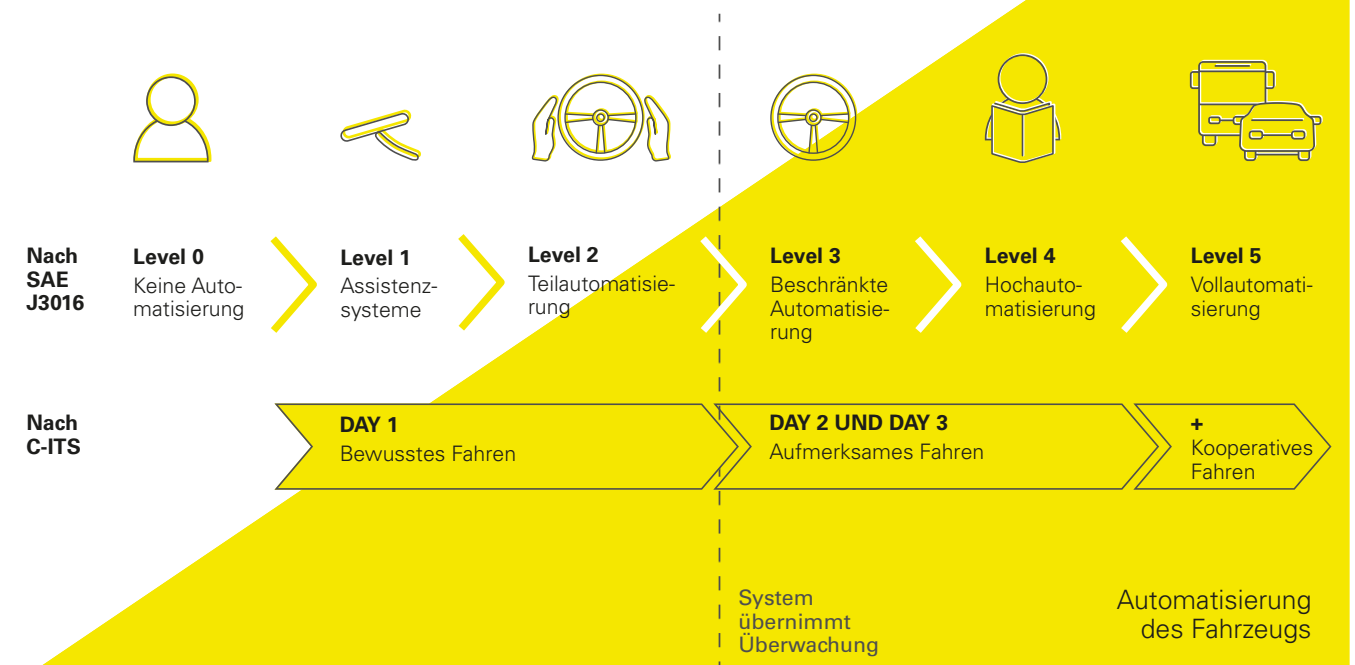 Nach
SAE
J3016
Level 0
Keine Auto-
matisierung
Level 1
Assistenz-
systeme
Level 2
Teilautomatisie-
rung
Level 3
Beschränkte
Automatisie-
rung
Level 4
Hochauto-
matisierung
Level 5
Vollautomati-
sierung
Nach
C-ITS
DAY 1
Bewusstes Fahren
DAY 2 UND DAY 3
Aufmerksames Fahren
+
Kooperatives
Fahren
System
übernimmt
Überwachung
Automatisierung
des Fahrzeugs